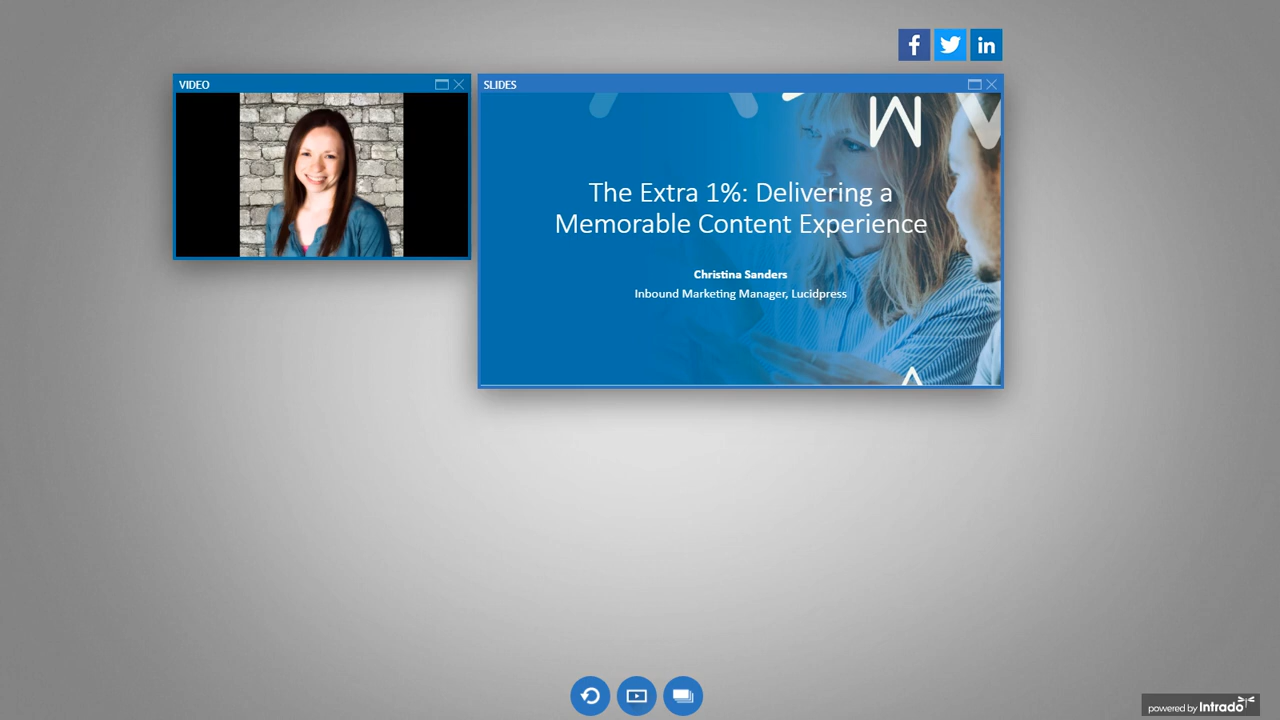 VIDEO
SLIDES
The Extra 1%: Delivering a
Memorable Content Experience
Christina Sanders
Inbound Marketing Manager, Lucidpress
powered by Intrado